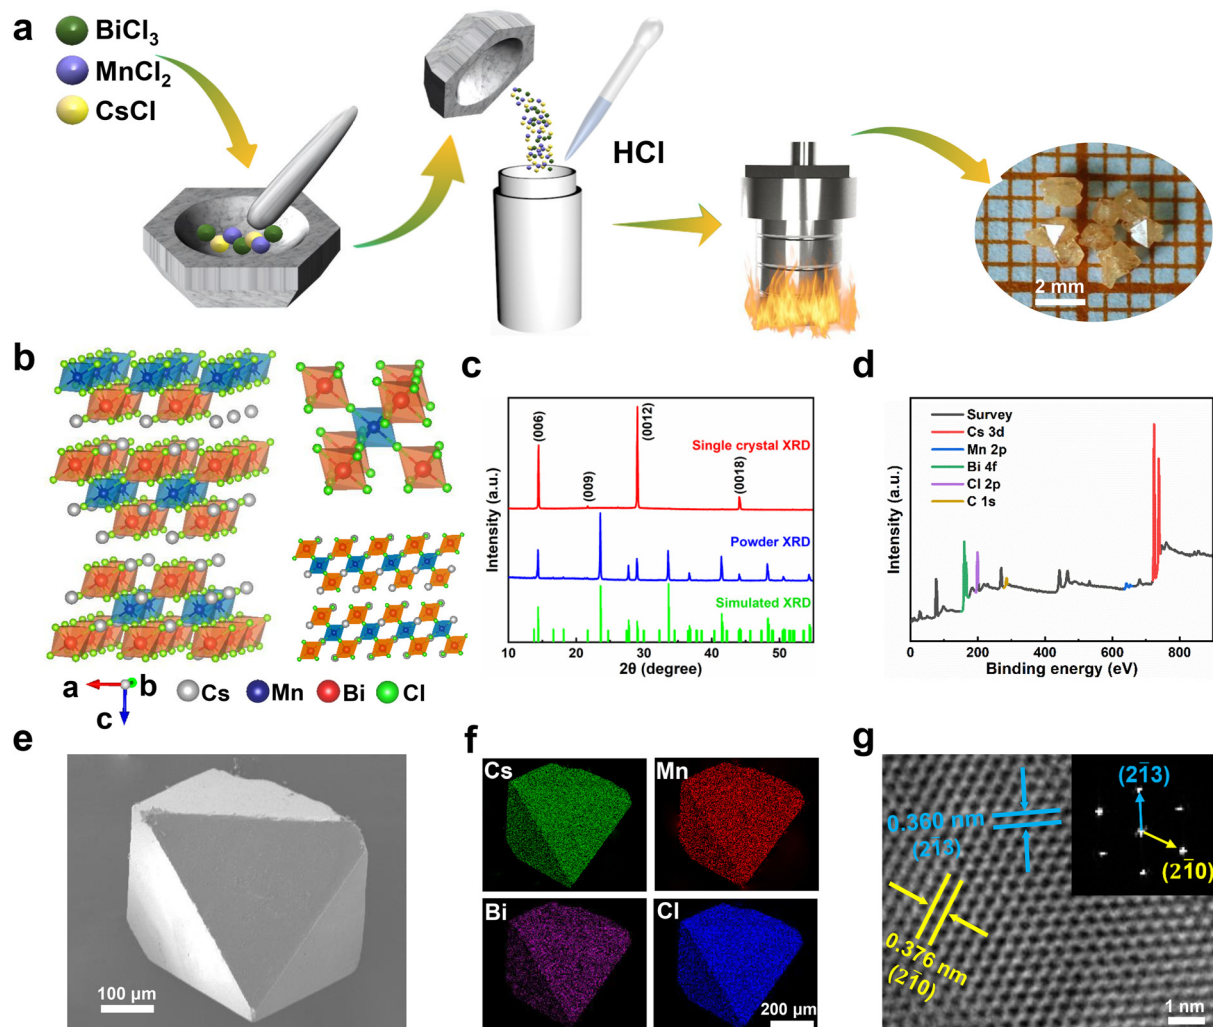 a
BiCl₃
MnCl₂
CsCl
HCl
2 mm
b
a
b
c
Cs
Mn
Bi
Cl
c
Intensity (a.u.)
(006)
(009)
(0012)
(0018)
Single crystal XRD
Powder XRD
Simulated XRD
10 20 30 40 50
2θ (degree)
d
Intensity (a.u.)
Survey
Cs 3d
Mn 2p
Bi 4f
Cl 2p
C 1s
0 200 400 600 800
Binding energy (eV)
e
100 μm
f
Cs
Mn
Bi
Cl
200 μm
g
0.360 nm
(21̄3)
0.376 nm
(21̄0)
(21̄3)
(21̄0)
1 nm